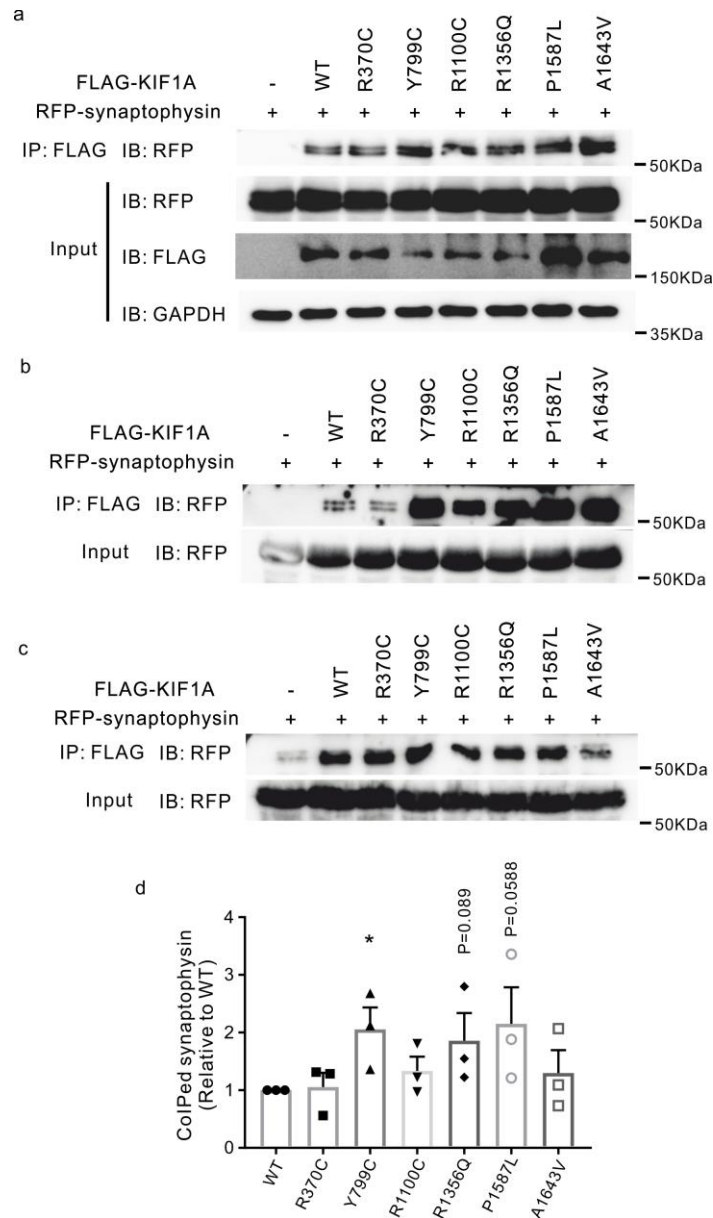 a
FLAG-KIF1A - WT R370C Y799C R1100C R1356Q P1587L A1643V
RFP-synaptophysin + + + + + + + +
IP: FLAG IB: RFP
50KDa
IB: RFP
50KDa
Input IB: FLAG
150KDa
IB: GAPDH
35KDa
b
FLAG-KIF1A - WT R370C Y799C R1100C R1356Q P1587L A1643V
RFP-synaptophysin + + + + + + + +
IP: FLAG IB: RFP
50KDa
Input IB: RFP
50KDa
c
FLAG-KIF1A - WT R370C Y799C R1100C R1356Q P1587L A1643V
RFP-synaptophysin + + + + + + + +
IP: FLAG IB: RFP
50KDa
Input IB: RFP
50KDa
d
CoIPed synaptophysin
(Relative to WT)
4
3
2
1
0
*
P=0.089
P=0.0588
WT R370C Y799C R1100C R1356Q P1587L A1643V